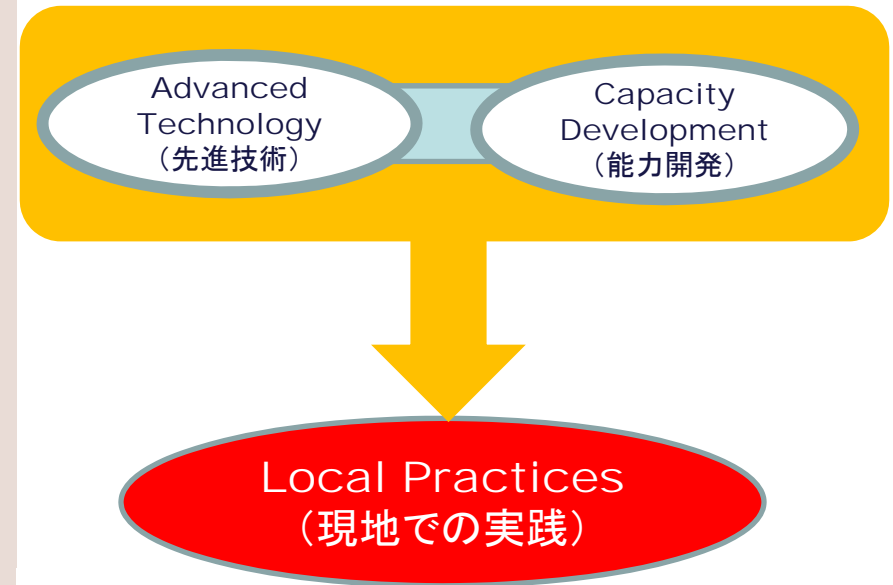 Advanced
Technology
（先進技術）
Capacity
Development
（能力開発）
Local Practices
（現地での実践）